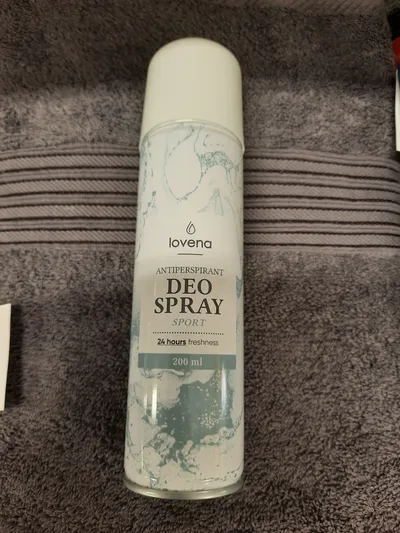 lovena
ANTIPERSPIRANT
DEO
SPRAY
SPORT
24 hours freshness
200 ml